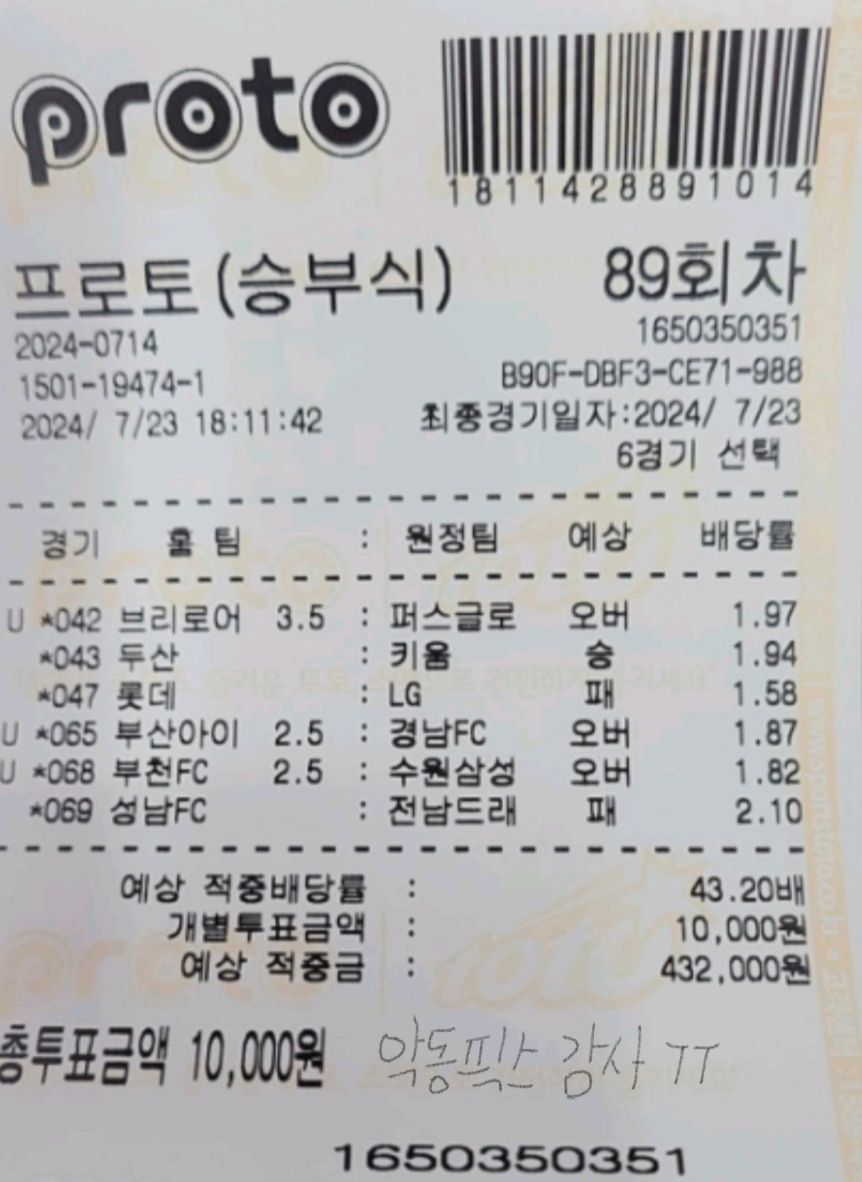 proto
1811428891014
프로토(승부식) 89회차
2024-0714 1650350351
1501-19474-1 B90F-DBF3-CE71-988
2024/ 7/23 18:11:42 최종경기일자:2024/ 7/23
6경기 선택
경기 홈 팀 : 원정팀 예상 배당률
U *042 브리로어 3.5 : 퍼스글로 오버 1.97
*043 두산 : 키움 승 1.94
*047 롯데 : LG 패 1.58
U *065 부산아이 2.5 : 경남FC 오버 1.87
U *068 부천FC 2.5 : 수원삼성 오버 1.82
*069 성남FC : 전남드래 패 2.10
예상 적중배당률 : 43.20배
개별투표금액 : 10,000원
예상 적중금 : 432,000원
총투표금액 10,000원 악동픽스 감사 ㅠ
1650350351